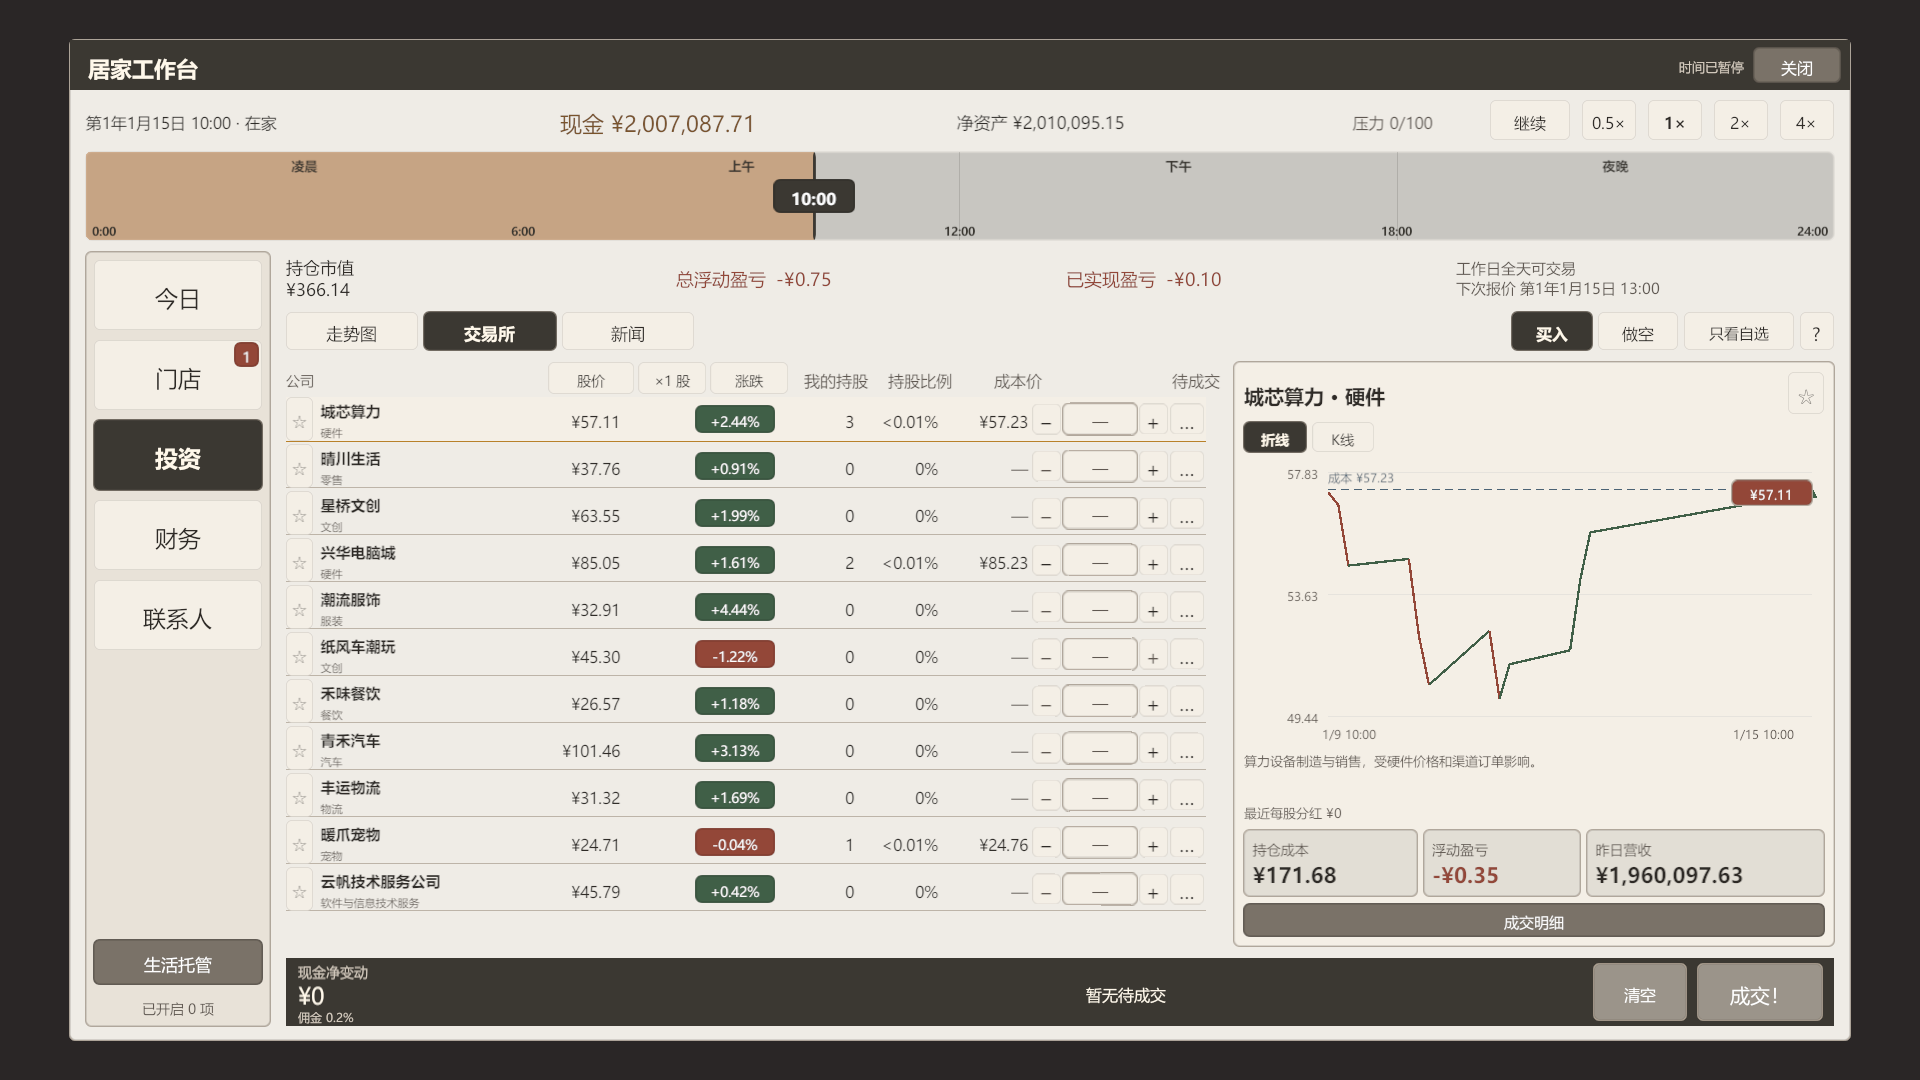 居家工作台
时间已暂停
关闭
第1年1月15日 10:00 · 在家
现金 ¥2,007,087.71
净资产 ¥2,010,095.15
压力 0/100
继续
0.5×
1×
2×
4×
凌晨
上午
下午
夜晚
10:00
0:00
6:00
12:00
18:00
24:00
今日
门店
1
投资
财务
联系人
生活托管
已开启 0 项
持仓市值
¥366.14
总浮动盈亏 -¥0.75
已实现盈亏 -¥0.10
工作日全天可交易
下次报价 第1年1月15日 13:00
走势图
交易所
新闻
买入
做空
只看自选
?
公司 股价 ×1 股 涨跌 我的持股 持股比例 成本价 待成交
☆ 城芯算力 ¥57.11 +2.44% 3 <0.01% ¥57.23 − — + ...
硬件
☆ 晴川生活 ¥37.76 +0.91% 0 0% — − — + ...
零售
☆ 星桥文创 ¥63.55 +1.99% 0 0% — − — + ...
文创
☆ 兴华电脑城 ¥85.05 +1.61% 2 <0.01% ¥85.23 − — + ...
硬件
☆ 潮流服饰 ¥32.91 +4.44% 0 0% — − — + ...
服装
☆ 纸风车潮玩 ¥45.30 -1.22% 0 0% — − — + ...
文创
☆ 禾味餐饮 ¥26.57 +1.18% 0 0% — − — + ...
餐饮
☆ 青禾汽车 ¥101.46 +3.13% 0 0% — − — + ...
汽车
☆ 丰运物流 ¥31.32 +1.69% 0 0% — − — + ...
物流
☆ 暖爪宠物 ¥24.71 -0.04% 1 <0.01% ¥24.76 − — + ...
宠物
☆ 云帆技术服务公司 ¥45.79 +0.42% 0 0% — − — + ...
软件与信息技术服务
城芯算力 • 硬件
☆
折线
K线
57.83
成本 ¥57.23
¥57.11
53.63
49.44
1/9 10:00
1/15 10:00
算力设备制造与销售，受硬件价格和渠道订单影响。
最近每股分红 ¥0
持仓成本
¥171.68
浮动盈亏
-¥0.35
昨日营收
¥1,960,097.63
成交明细
现金净变动
¥0
佣金 0.2%
暂无待成交
清空
成交！